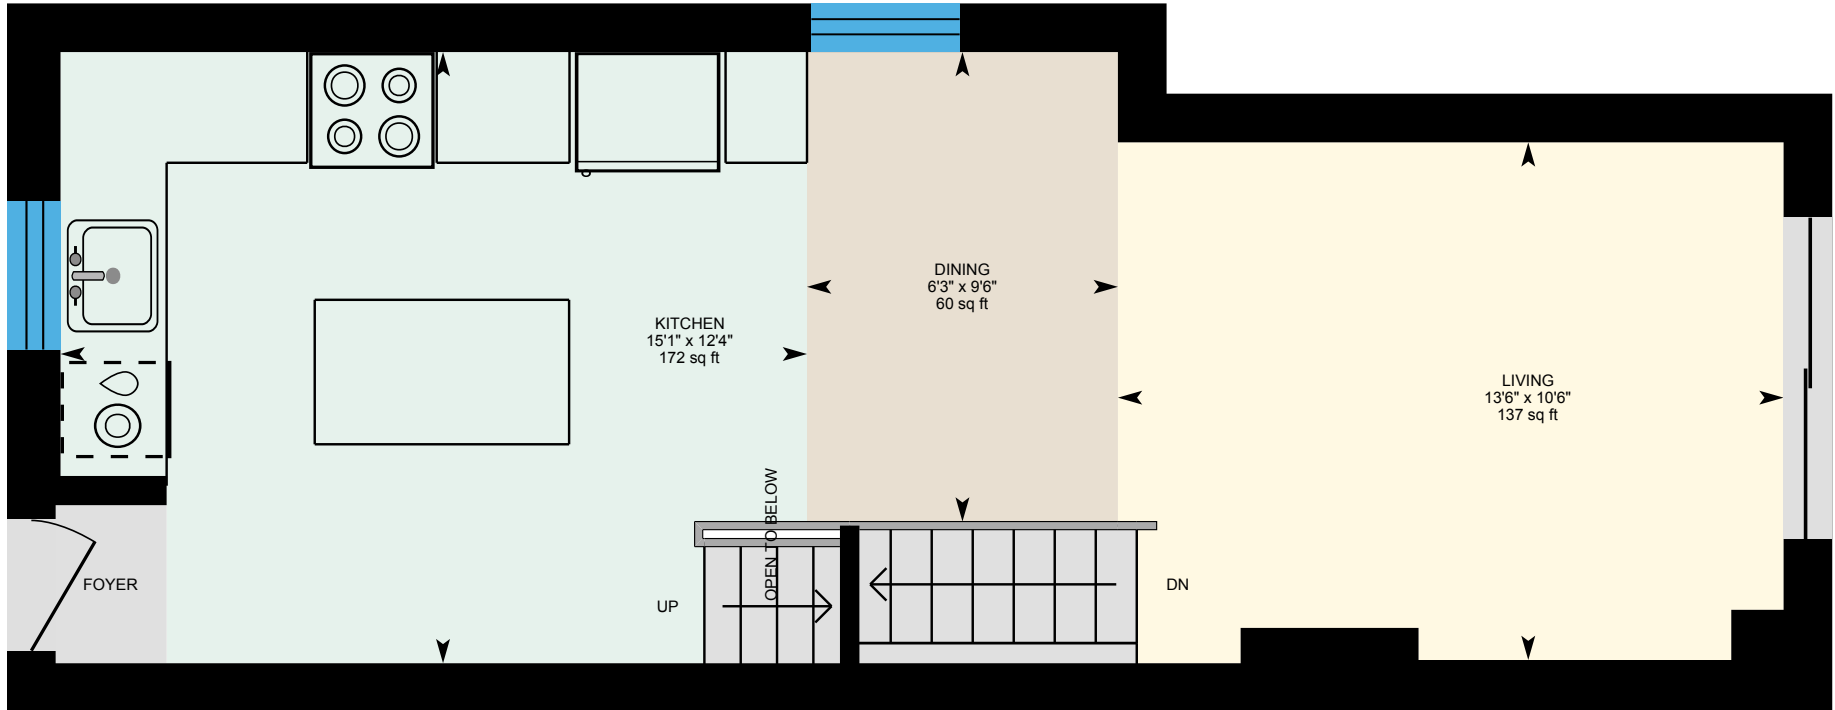 DINING
6'3" x 9'6"
60 sq ft
KITCHEN
15'1" x 12'4"
172 sq ft
LIVING
13'6" x 10'6"
137 sq ft
OPEN TO BELOW
FOYER
UP
DN